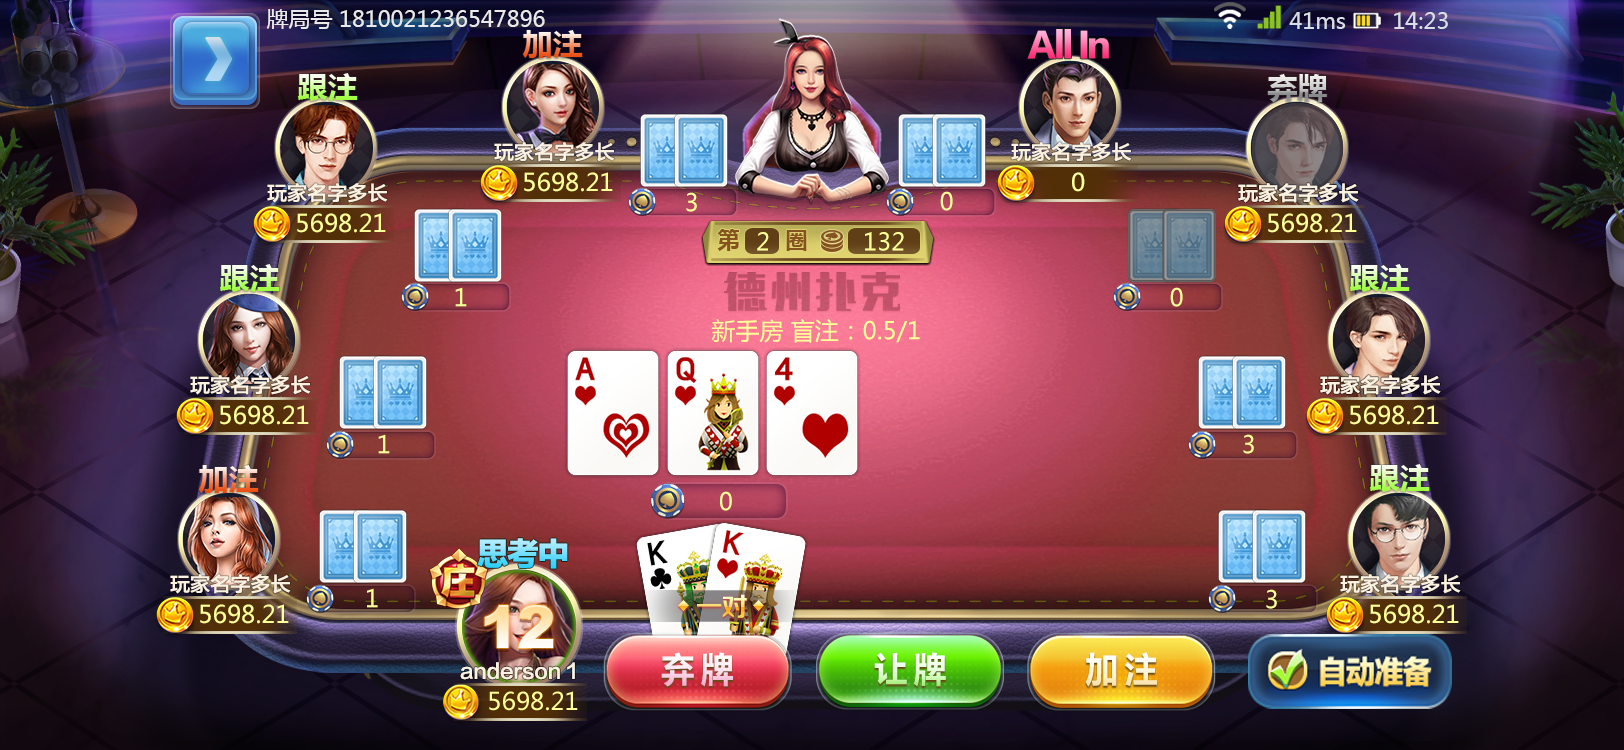 牌局号 1810021236547896
41ms
14:23
加注
玩家名字多长
5698.21
3
All In
玩家名字多长
0
0
跟注
玩家名字多长
5698.21
1
弃牌
玩家名字多长
5698.21
0
第 2 圈 132
德州扑克
新手房 盲注：0.5/1
跟注
玩家名字多长
5698.21
1
跟注
玩家名字多长
5698.21
3
A
Q
4
0
加注
玩家名字多长
5698.21
1
跟注
玩家名字多长
5698.21
3
庄
思考中
12
anderson 1
5698.21
K
K
一对
弃牌
让牌
加注
自动准备